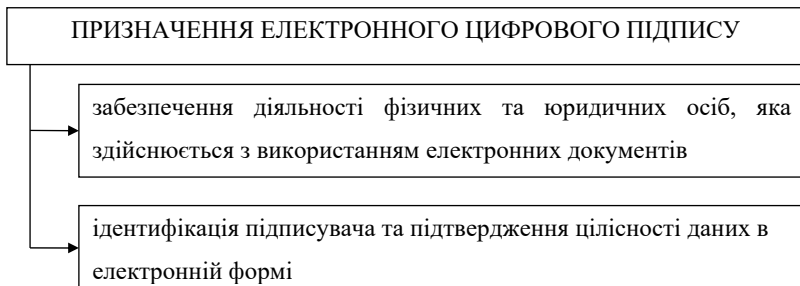 ПРИЗНАЧЕННЯ ЕЛЕКТРОННОГО ЦИФРОВОГО ПІДПИСУ
забезпечення діяльності фізичних та юридичних осіб, яка
здійснюється з використанням електронних документів
ідентифікація підписувача та підтвердження цілісності даних в
електронній формі